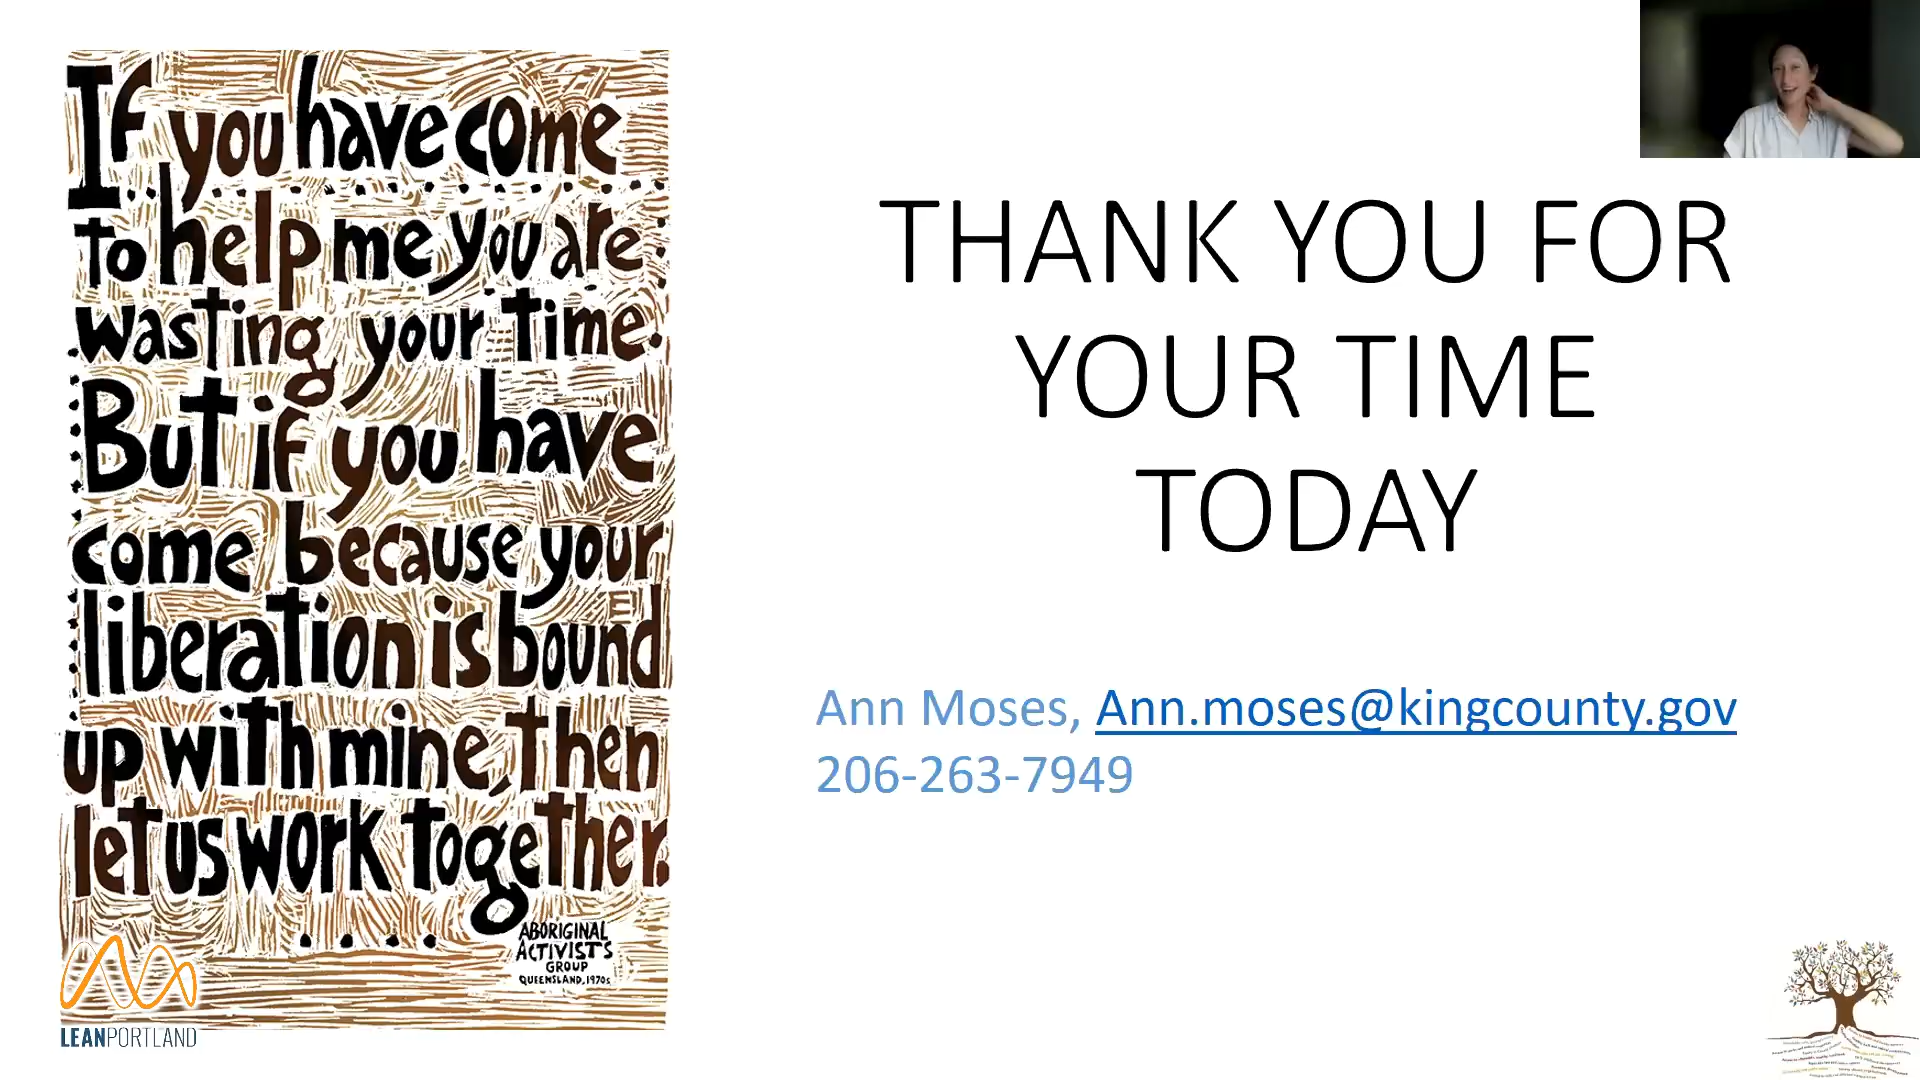 If you have come
to help me you are
wasting your time.
But if you have
come because your
liberation is bound
up with mine, then
let us work together.
ABORIGINAL
ACTIVISTS
GROUP
QUEENSLAND, 1970s
LEANPORTLAND
THANK YOU FOR
YOUR TIME
TODAY
Ann Moses, Ann.moses@kingcounty.gov
206-263-7949